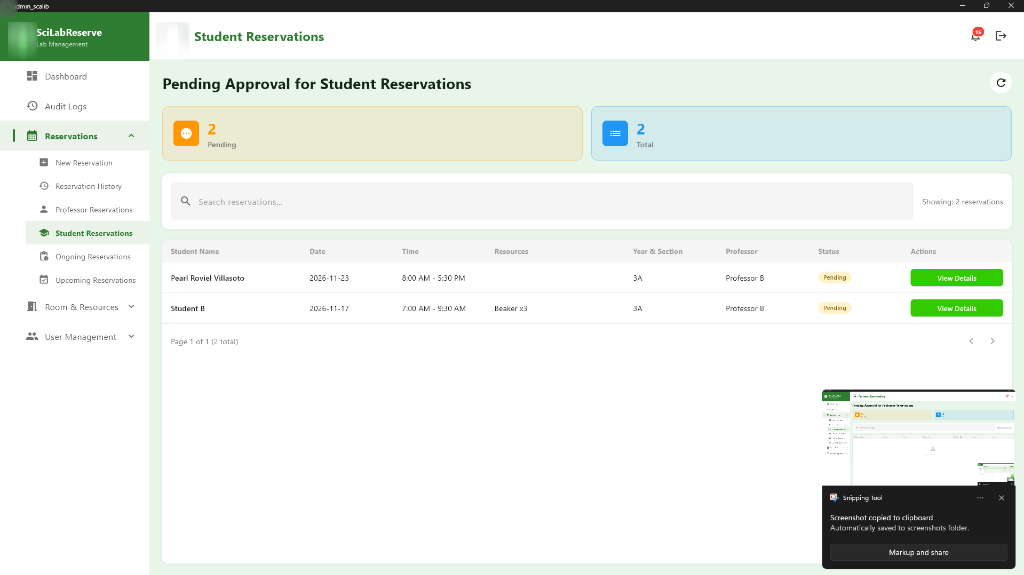 dmin_scalib
SciLabReserve
Lab Management
Student Reservations
16
Dashboard
Audit Logs
Reservations
New Reservation
Reservation History
Professor Reservations
Student Reservations
Ongoing Reservations
Upcoming Reservations
Room & Resources
User Management
Pending Approval for Student Reservations
2
Pending
2
Total
Search reservations...
Showing: 2 reservations
Student Name Date Time Resources Year & Section Professor Status Actions
Pearl Roviel Villasoto 2026-11-23 8:00 AM - 5:30 PM 3A Professor B Pending View Details
Student B 2026-11-17 7:00 AM - 9:30 AM Beaker x3 3A Professor B Pending View Details
Page 1 of 1 (2 total)
Snipping Tool
Screenshot copied to clipboard
Automatically saved to screenshots folder.
Markup and share